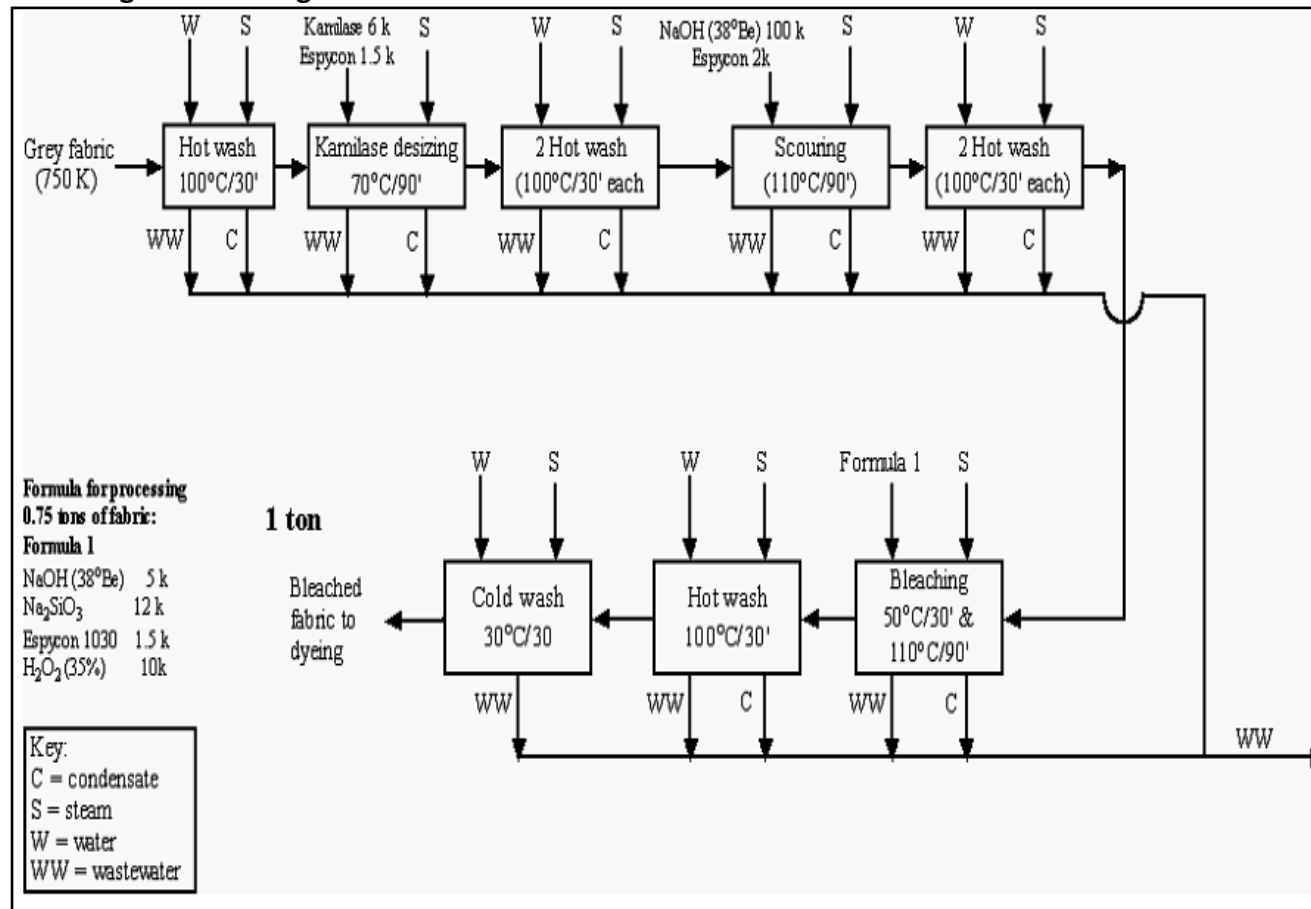 W
S
Kamilase 6 k
Espycon 1.5 k
S
W
S
NaOH (38°Be) 100 k
Espycon 2k
S
W
S
Grey fabric
(750 K)
Hot wash
100°C/30'
Kamilase desizing
70°C/90'
2 Hot wash
(100°C/30' each
Scouring
(110°C/90')
2 Hot wash
(100°C/30' each)
WW
C
WW
C
WW
C
WW
C
WW
C
W
S
W
S
Formula 1
S
Formula for processing
0.75 tons of fabric:
Formula 1
NaOH (38°Be) 5 k
Na₂SiO₃ 12 k
Espycon 1030 1.5 k
H₂O₂ (35%) 10k
1 ton
Bleached
fabric to
dyeing
Cold wash
30°C/30
Hot wash
100°C/30'
Bleaching
50°C/30' &
110°C/90'
WW
WW
C
WW
C
WW
Key:
C = condensate
S = steam
W = water
WW = wastewater